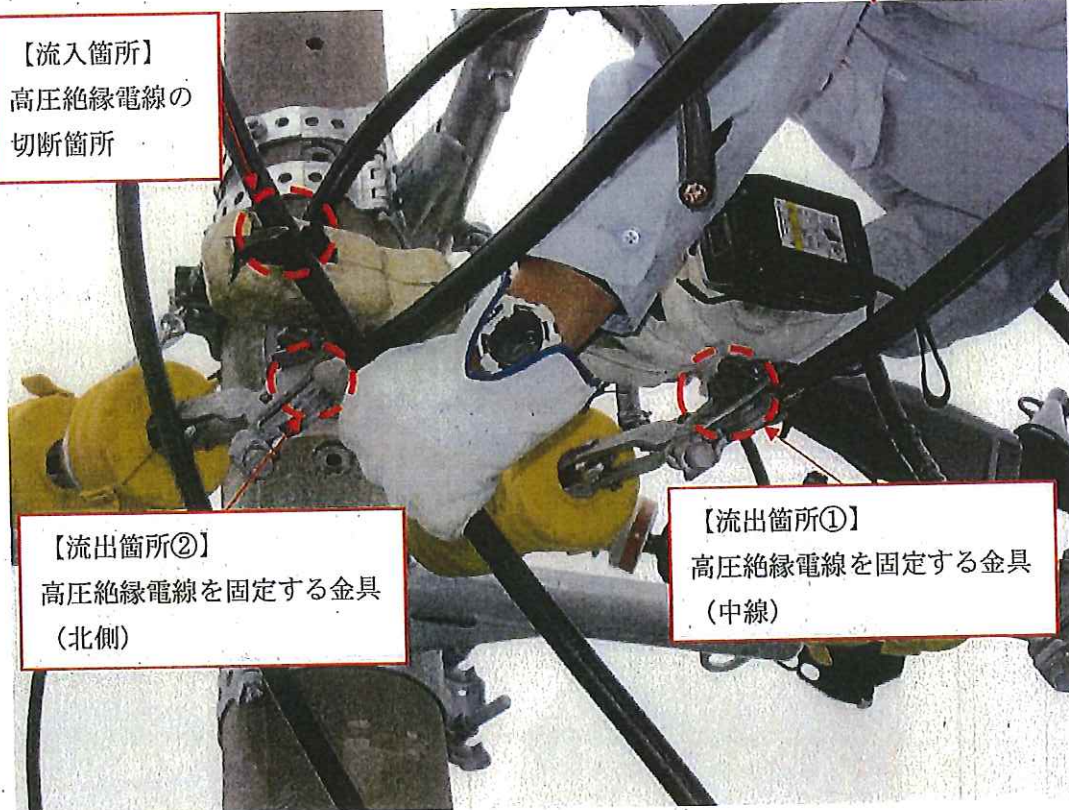 【流入箇所】
高圧絶縁電線の
切断箇所
【流出箇所②】
高圧絶縁電線を固定する金具
（北側）
【流出箇所①】
高圧絶縁電線を固定する金具
（中線）